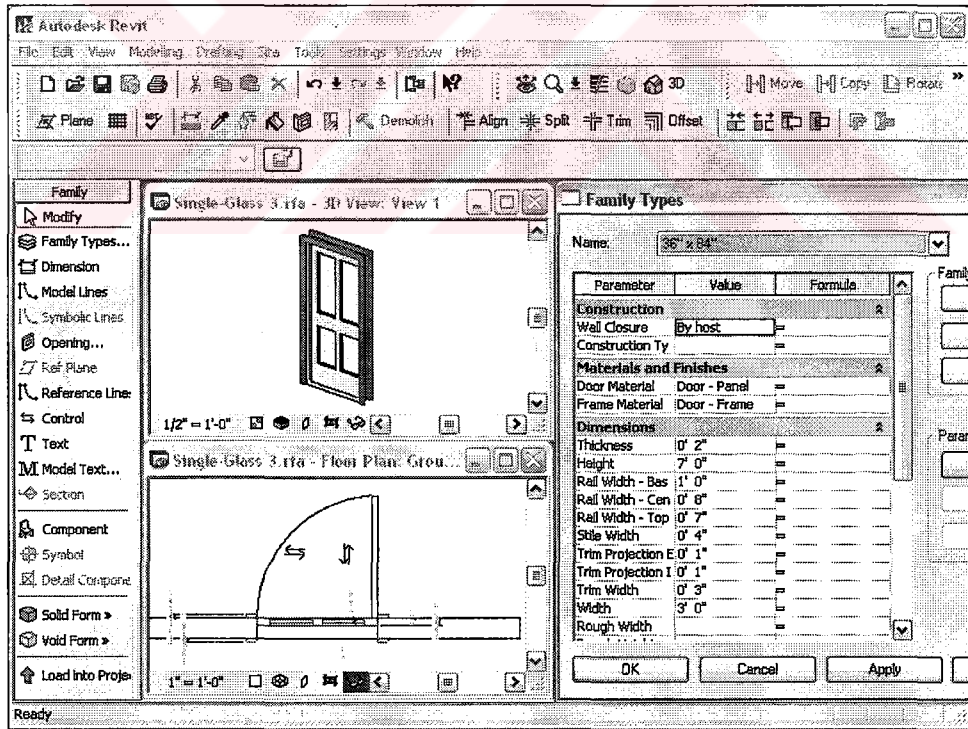 Autodesk Revit
File Edit View Modeling Drafting Site Tools Settings Window Help
3D Move Copy Rotate »
Plane Demolish Align Split Trim Offset
Family
Modify
Family Types...
Dimension
Model Lines
Symbolic Lines
Opening...
Ref Plane
Reference Line:
Control
Text
Model Text...
Section
Component
Symbol
Detail Compone
Solid Form »
Void Form »
Load into Proje
Single-Glass 3.rfa - 3D View: View 1
1/2" = 1'-0"
Single-Glass 3.rfa - Floor Plan: Grou...
1" = 1'-0"
Family Types
Name: 36" x 84"
Parameter Value Formula
Construction
Wall Closure By host =
Construction Ty =
Materials and Finishes
Door Material Door - Panel =
Frame Material Door - Frame =
Dimensions
Thickness 0' 2" =
Height 7' 0" =
Rail Width - Bas 1' 0" =
Rail Width - Cen 0' 8" =
Rail Width - Top 0' 7" =
Stile Width 0' 4" =
Trim Projection E 0' 1" =
Trim Projection I 0' 1" =
Trim Width 0' 3" =
Width 3' 0" =
Rough Width =
Family
Param
OK Cancel Apply
Ready